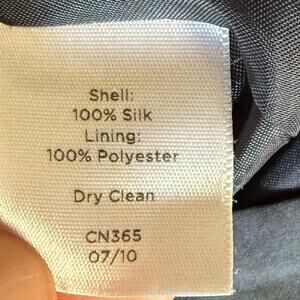 Shell:
100% Silk
Lining:
100% Polyester
Dry Clean
CN365
07/10